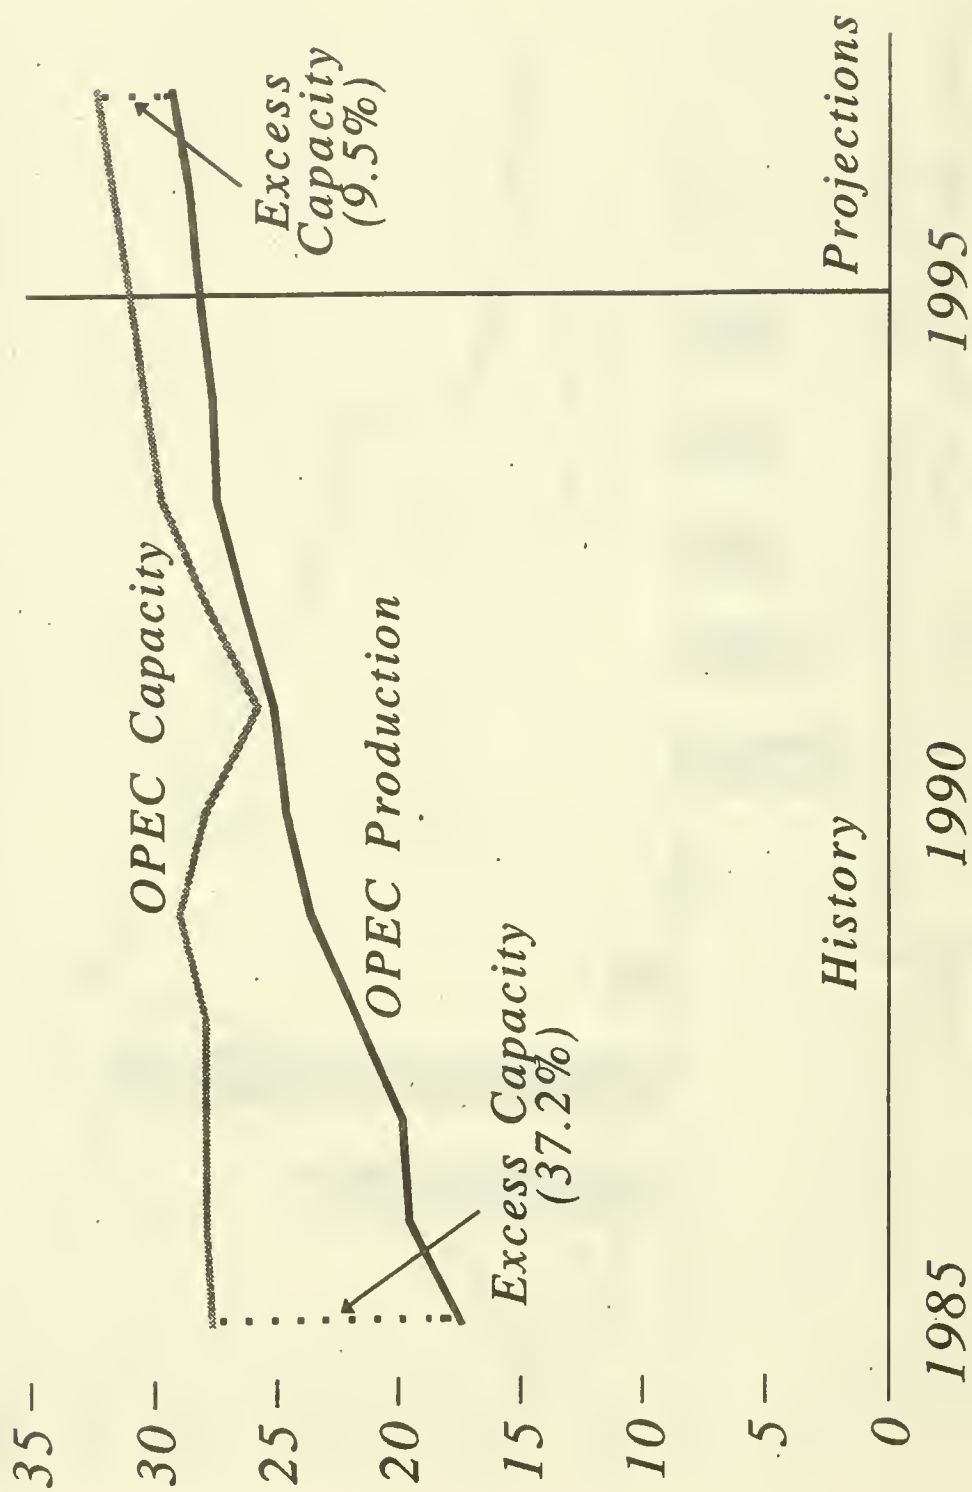 35
30
25
20
15
10
5
0
OPEC Capacity
OPEC Production
Excess
Capacity
(9.5%)
Excess Capacity
(37.2%)
History
Projections
1985
1990
1995